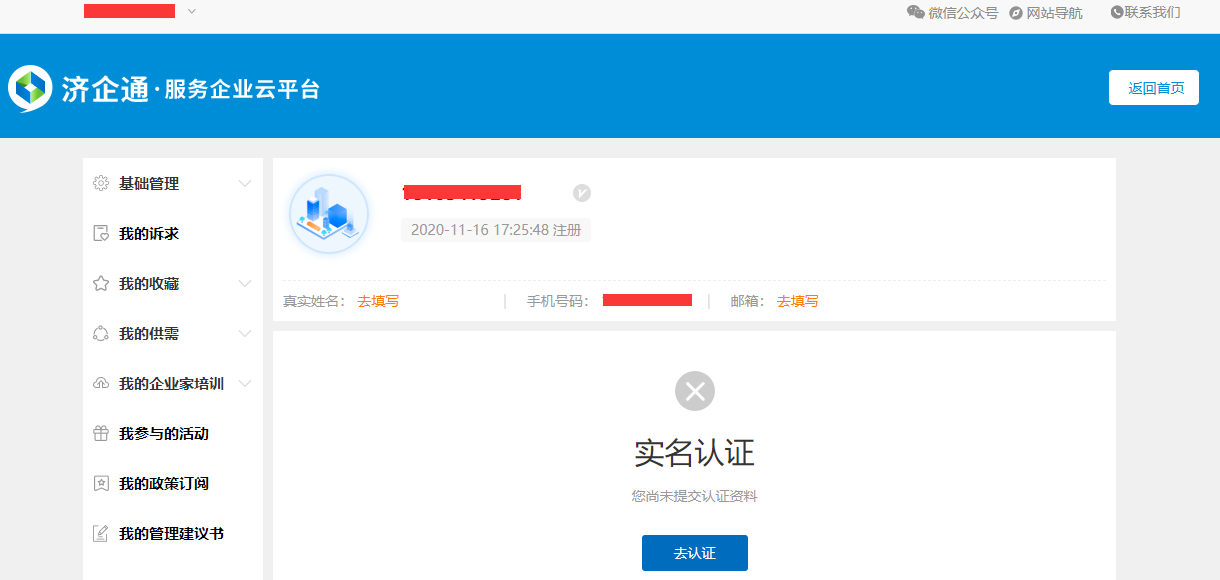 微信公众号 网站导航 联系我们
济企通·服务企业云平台
返回首页
基础管理
我的诉求
我的收藏
我的供需
我的企业家培训
我参与的活动
我的政策订阅
我的管理建议书
2020-11-16 17:25:48 注册
真实姓名： 去填写 手机号码： 邮箱： 去填写
实名认证
您尚未提交认证资料
去认证